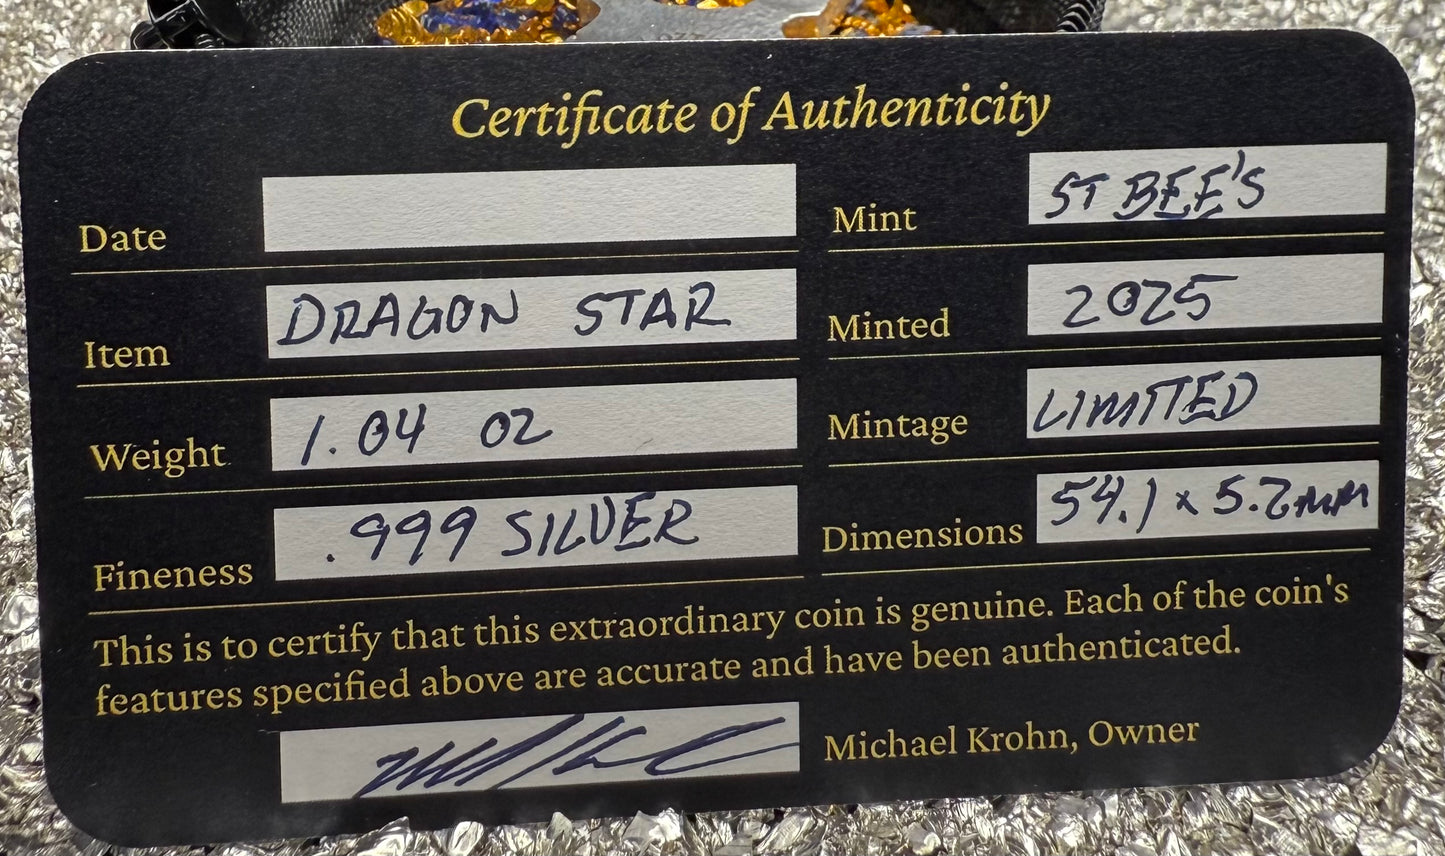 Certificate of Authenticity
Date
Item DRAGON STAR
Weight 1.04 OZ
Fineness .999 SILVER
Mint ST BEE'S
Minted 2025
Mintage LIMITED
Dimensions 54.1 x 5.2mm
This is to certify that this extraordinary coin is genuine. Each of the coin's
features specified above are accurate and have been authenticated.
Michael Krohn, Owner